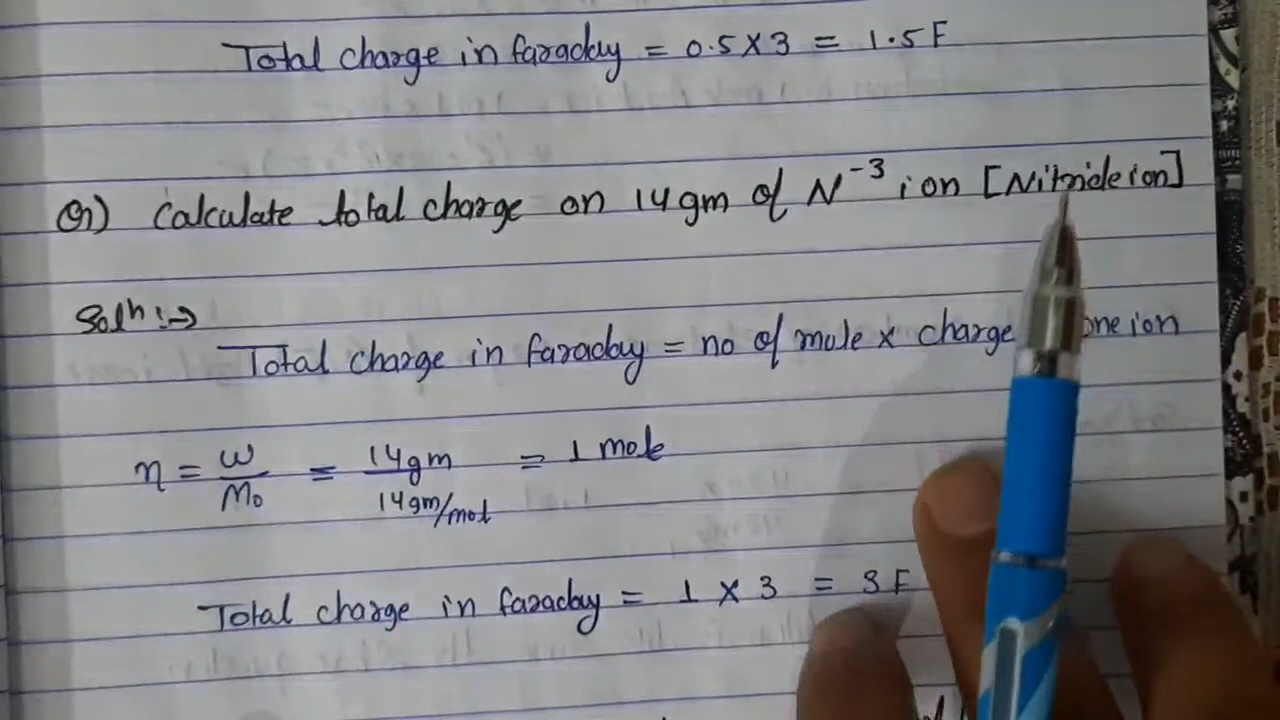 Total charge in faraday = 0.5 x 3 = 1.5 F
Q1) Calculate total charge on 14 gm of N⁻³ ion [Nitride ion]
Solⁿ :→
Total charge in faraday = no of mole x charge one ion
n = w/M₀ = 14gm/14gm/mol = 1 mole
Total charge in faraday = 1 x 3 = 3 F